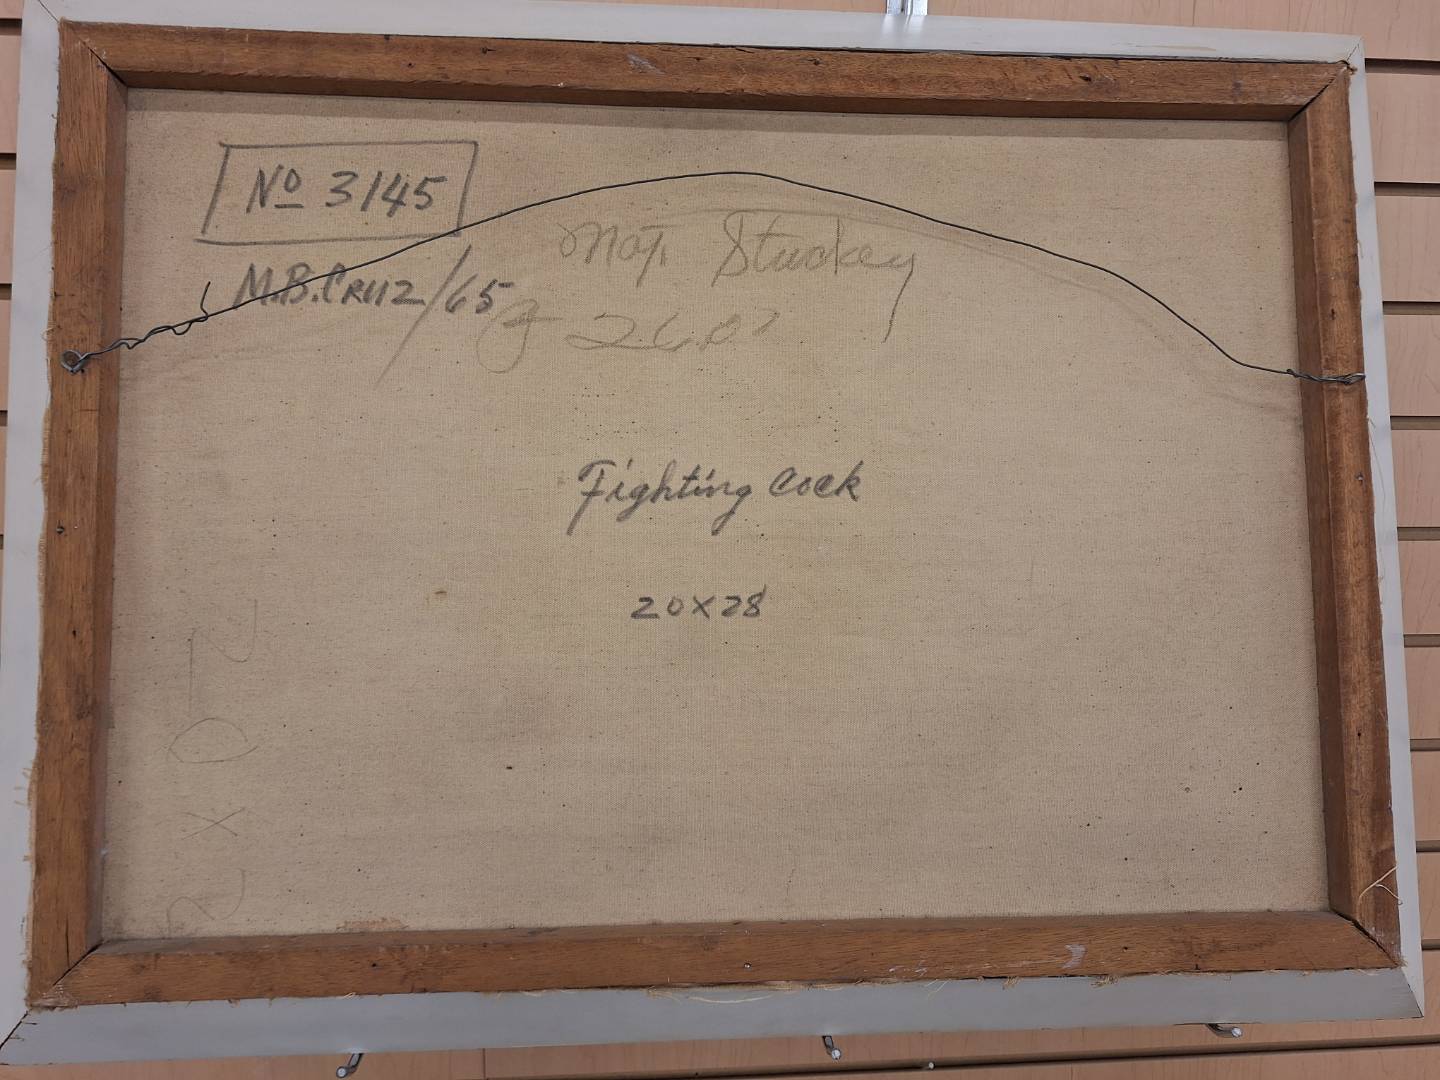 Nº 3145
M.B.CRUZ/65
Maj. Stuckey
Fighting Cock
20X28